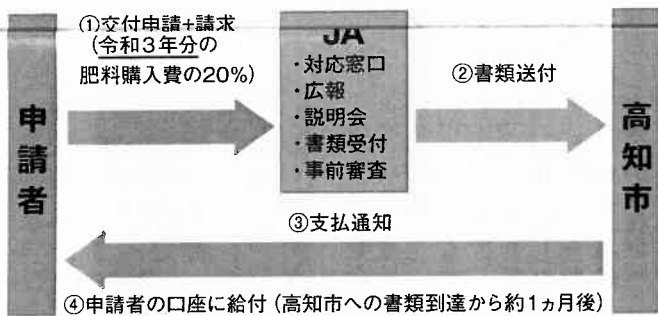 ①交付申請+請求
(令和3年分の
肥料購入費の20%)
JA
・対応窓口
・広報
・説明会
・書類受付
・事前審査
②書類送付
申請者
高知市
③支払通知
④申請者の口座に給付(高知市への書類到達から約1ヵ月後)